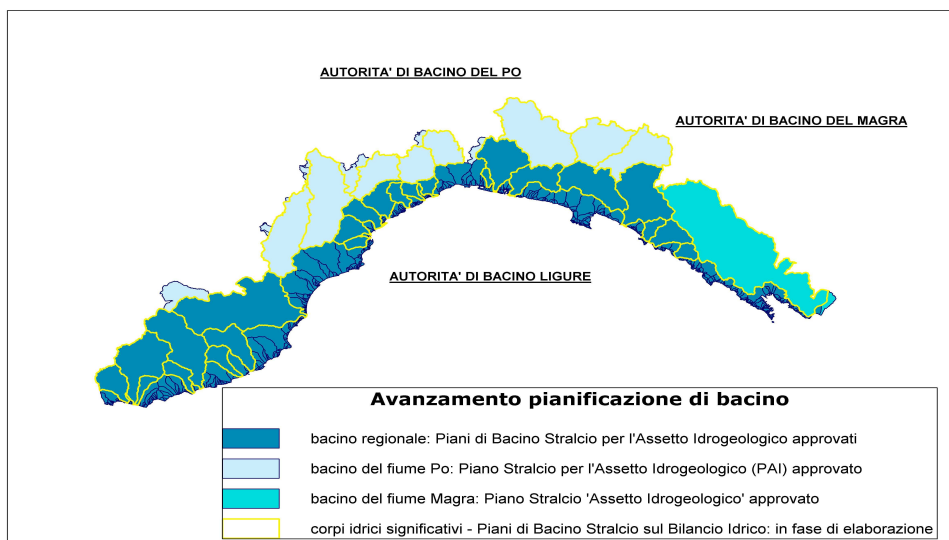 AUTORITA' DI BACINO DEL PO
AUTORITA' DI BACINO DEL MAGRA
AUTORITA' DI BACINO LIGURE
Avanzamento pianificazione di bacino
bacino regionale: Piani di Bacino Stralcio per l'Assetto Idrogeologico approvati
bacino del fiume Po: Piano Stralcio per l'Assetto Idrogeologico (PAI) approvato
bacino del fiume Magra: Piano Stralcio 'Assetto Idrogeologico' approvato
corpi idrici significativi - Piani di Bacino Stralcio sul Bilancio Idrico: in fase di elaborazione